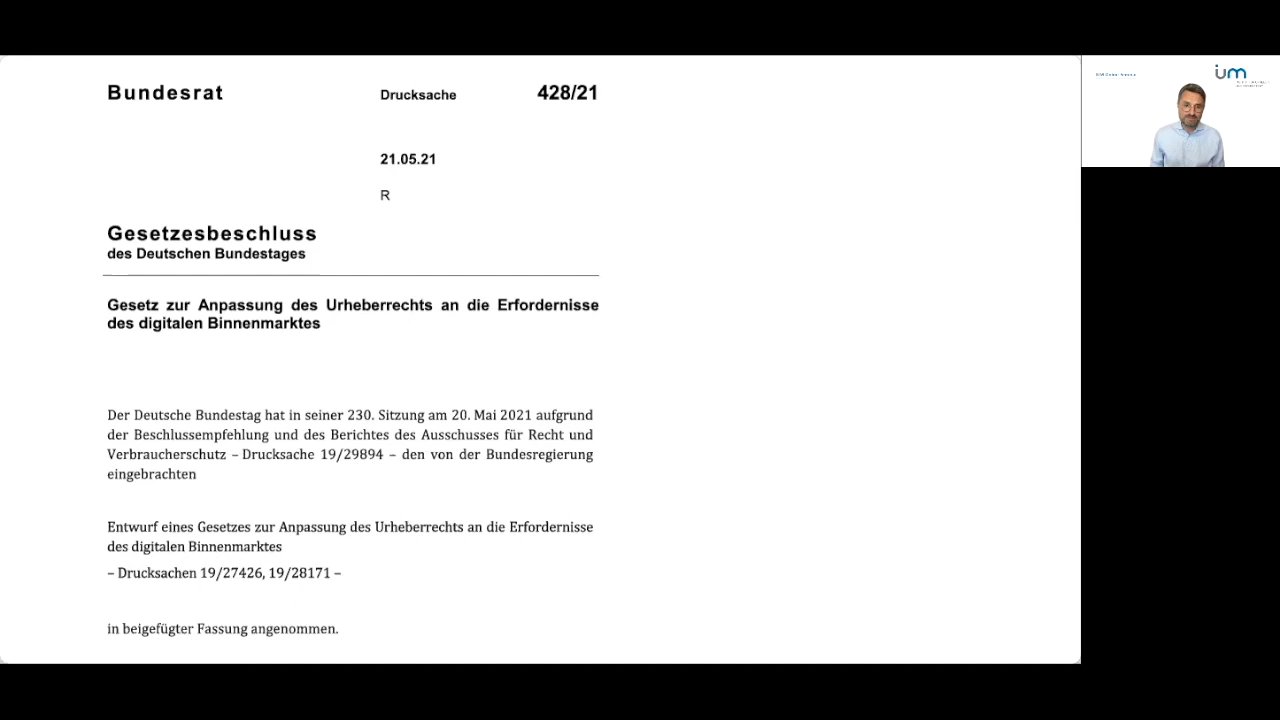 Bundesrat Drucksache 428/21
21.05.21
R
Gesetzesbeschluss
des Deutschen Bundestages
Gesetz zur Anpassung des Urheberrechts an die Erfordernisse
des digitalen Binnenmarktes
Der Deutsche Bundestag hat in seiner 230. Sitzung am 20. Mai 2021 aufgrund
der Beschlussempfehlung und des Berichtes des Ausschusses für Recht und
Verbraucherschutz – Drucksache 19/29894 – den von der Bundesregierung
eingebrachten
Entwurf eines Gesetzes zur Anpassung des Urheberrechts an die Erfordernisse
des digitalen Binnenmarktes
– Drucksachen 19/27426, 19/28171 –
in beigefügter Fassung angenommen.
ium